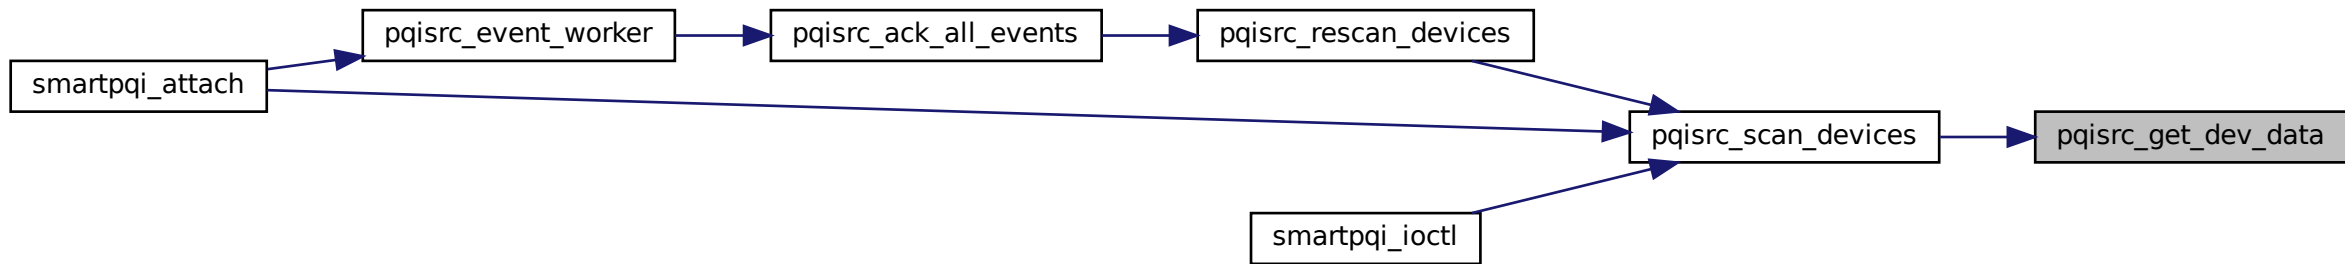 pqisrc_event_worker
pqisrc_ack_all_events
pqisrc_rescan_devices
smartpqi_attach
pqisrc_scan_devices
pqisrc_get_dev_data
smartpqi_ioctl